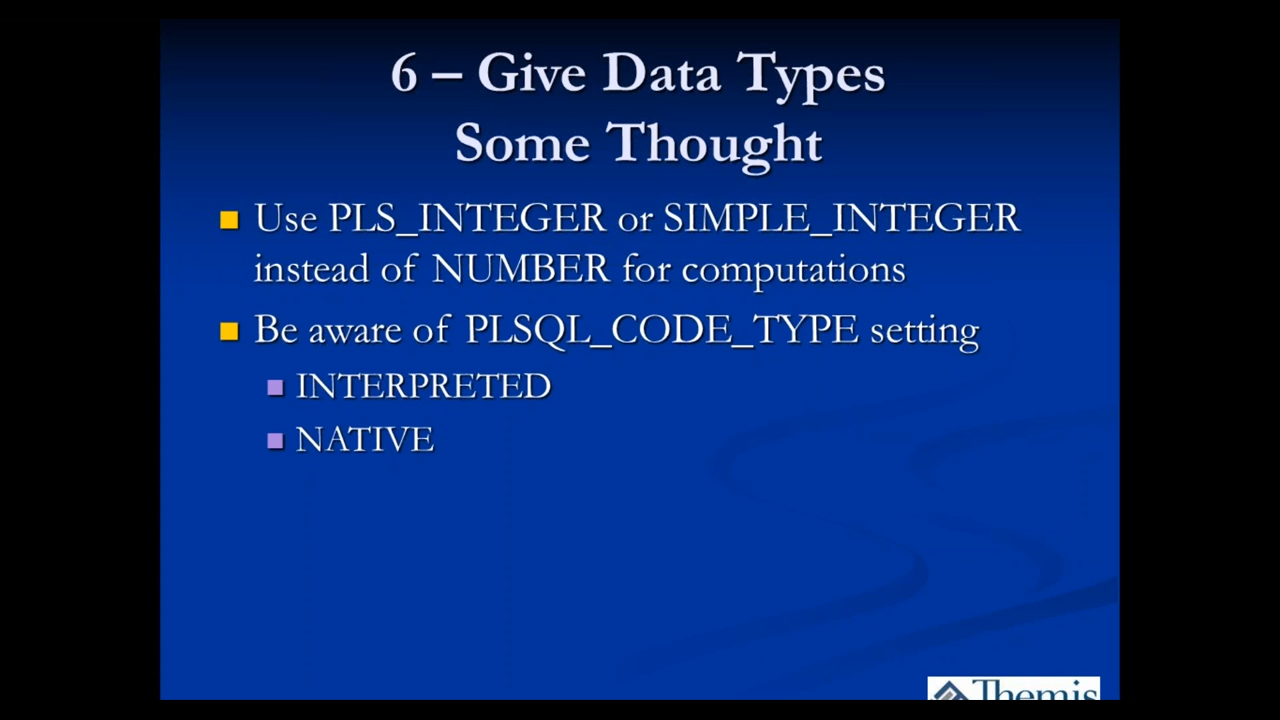 6 – Give Data Types
Some Thought
Use PLS_INTEGER or SIMPLE_INTEGER
instead of NUMBER for computations
Be aware of PLSQL_CODE_TYPE setting
INTERPRETED
NATIVE
Themis